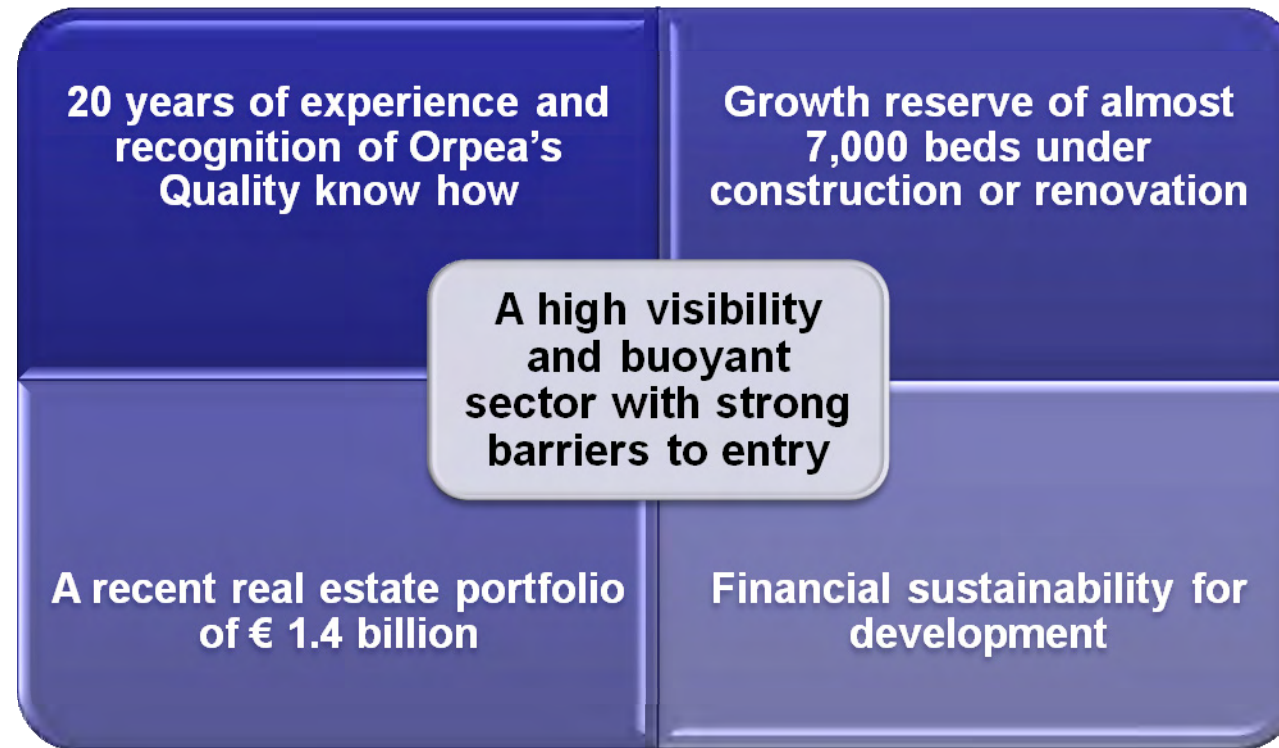 20 years of experience and
recognition of Orpea’s
Quality know how
Growth reserve of almost
7,000 beds under
construction or renovation
A high visibility
and buoyant
sector with strong
barriers to entry
A recent real estate portfolio
of € 1.4 billion
Financial sustainability for
development